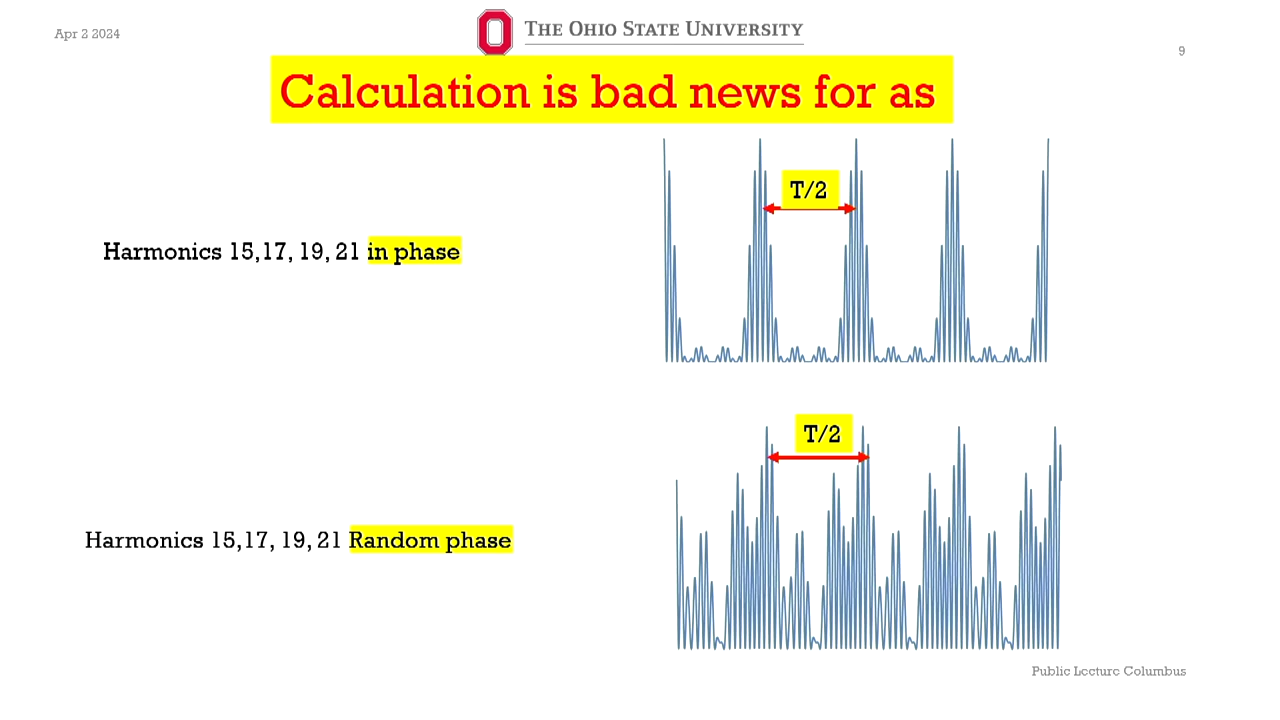 Apr 2 2024
THE OHIO STATE UNIVERSITY
9
Calculation is bad news for as
T/2
Harmonics 15,17, 19, 21 in phase
T/2
Harmonics 15,17, 19, 21 Random phase
Public Lecture Columbus